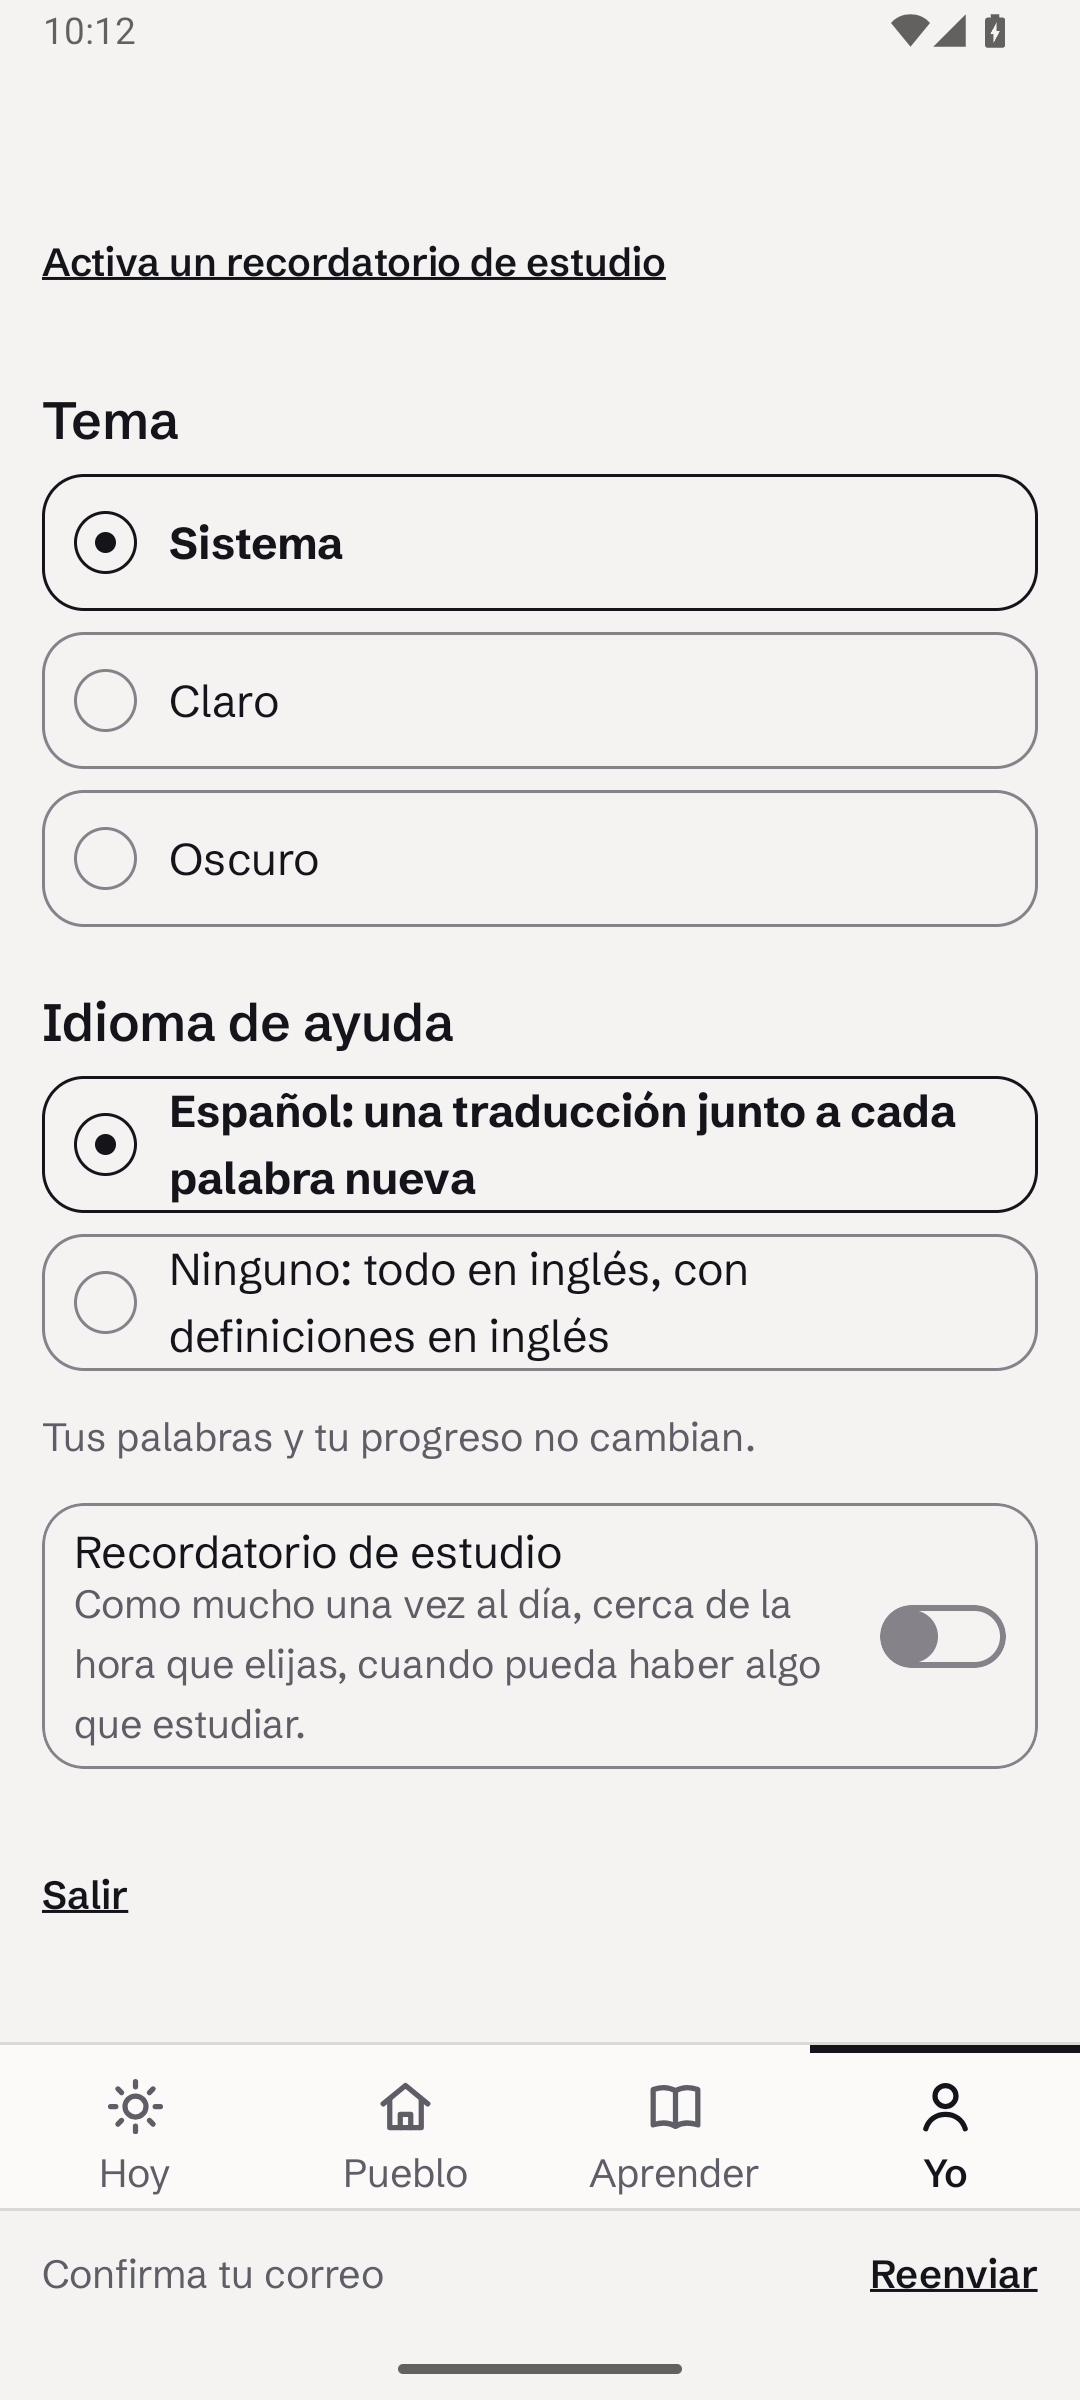 10:12
Activa un recordatorio de estudio
Tema
Sistema
Claro
Oscuro
Idioma de ayuda
Español: una traducción junto a cada
palabra nueva
Ninguno: todo en inglés, con
definiciones en inglés
Tus palabras y tu progreso no cambian.
Recordatorio de estudio
Como mucho una vez al día, cerca de la
hora que elijas, cuando pueda haber algo
que estudiar.
Salir
Hoy
Pueblo
Aprender
Yo
Confirma tu correo
Reenviar